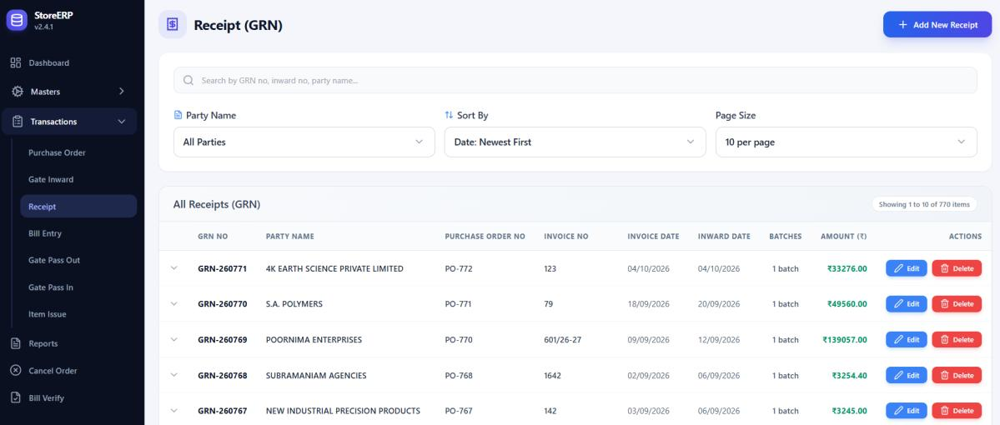 StoreERP
v2.4.1
Dashboard
Masters
Transactions
Purchase Order
Gate Inward
Receipt
Bill Entry
Gate Pass Out
Gate Pass In
Item Issue
Reports
Cancel Order
Bill Verify
Receipt (GRN)
+ Add New Receipt
Search by GRN no, inward no, party name...
Party Name
All Parties
Sort By
Date: Newest First
Page Size
10 per page
All Receipts (GRN)
Showing 1 to 10 of 770 items
GRN NO PARTY NAME PURCHASE ORDER NO INVOICE NO INVOICE DATE INWARD DATE BATCHES AMOUNT (₹) ACTIONS
GRN-260771 4K EARTH SCIENCE PRIVATE LIMITED PO-772 123 04/10/2026 04/10/2026 1 batch ₹33276.00 Edit Delete
GRN-260770 S.A. POLYMERS PO-771 79 18/09/2026 20/09/2026 1 batch ₹49560.00 Edit Delete
GRN-260769 POORNIMA ENTERPRISES PO-770 601/26-27 09/09/2026 12/09/2026 1 batch ₹139057.00 Edit Delete
GRN-260768 SUBRAMANIAM AGENCIES PO-768 1642 02/09/2026 06/09/2026 1 batch ₹3254.40 Edit Delete
GRN-260767 NEW INDUSTRIAL PRECISION PRODUCTS PO-767 142 03/09/2026 06/09/2026 1 batch ₹3245.00 Edit Delete